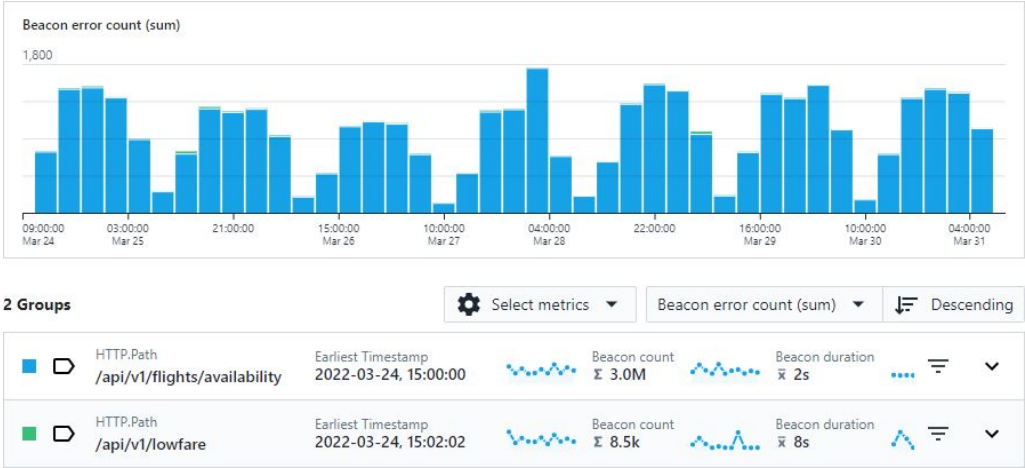 Beacon error count (sum)
1,800
09:00:00 03:00:00 21:00:00 15:00:00 10:00:00 04:00:00 22:00:00 16:00:00 10:00:00 04:00:00
Mar 24 Mar 25 Mar 26 Mar 27 Mar 28 Mar 29 Mar 30 Mar 31
2 Groups Select metrics Beacon error count (sum) Descending
HTTP.Path Earliest Timestamp Beacon count Beacon duration
/api/v1/flights/availability 2022-03-24, 15:00:00 Σ 3.0M x̄ 2s
HTTP.Path Earliest Timestamp Beacon count Beacon duration
/api/v1/lowfare 2022-03-24, 15:02:02 Σ 8.5k x̄ 8s